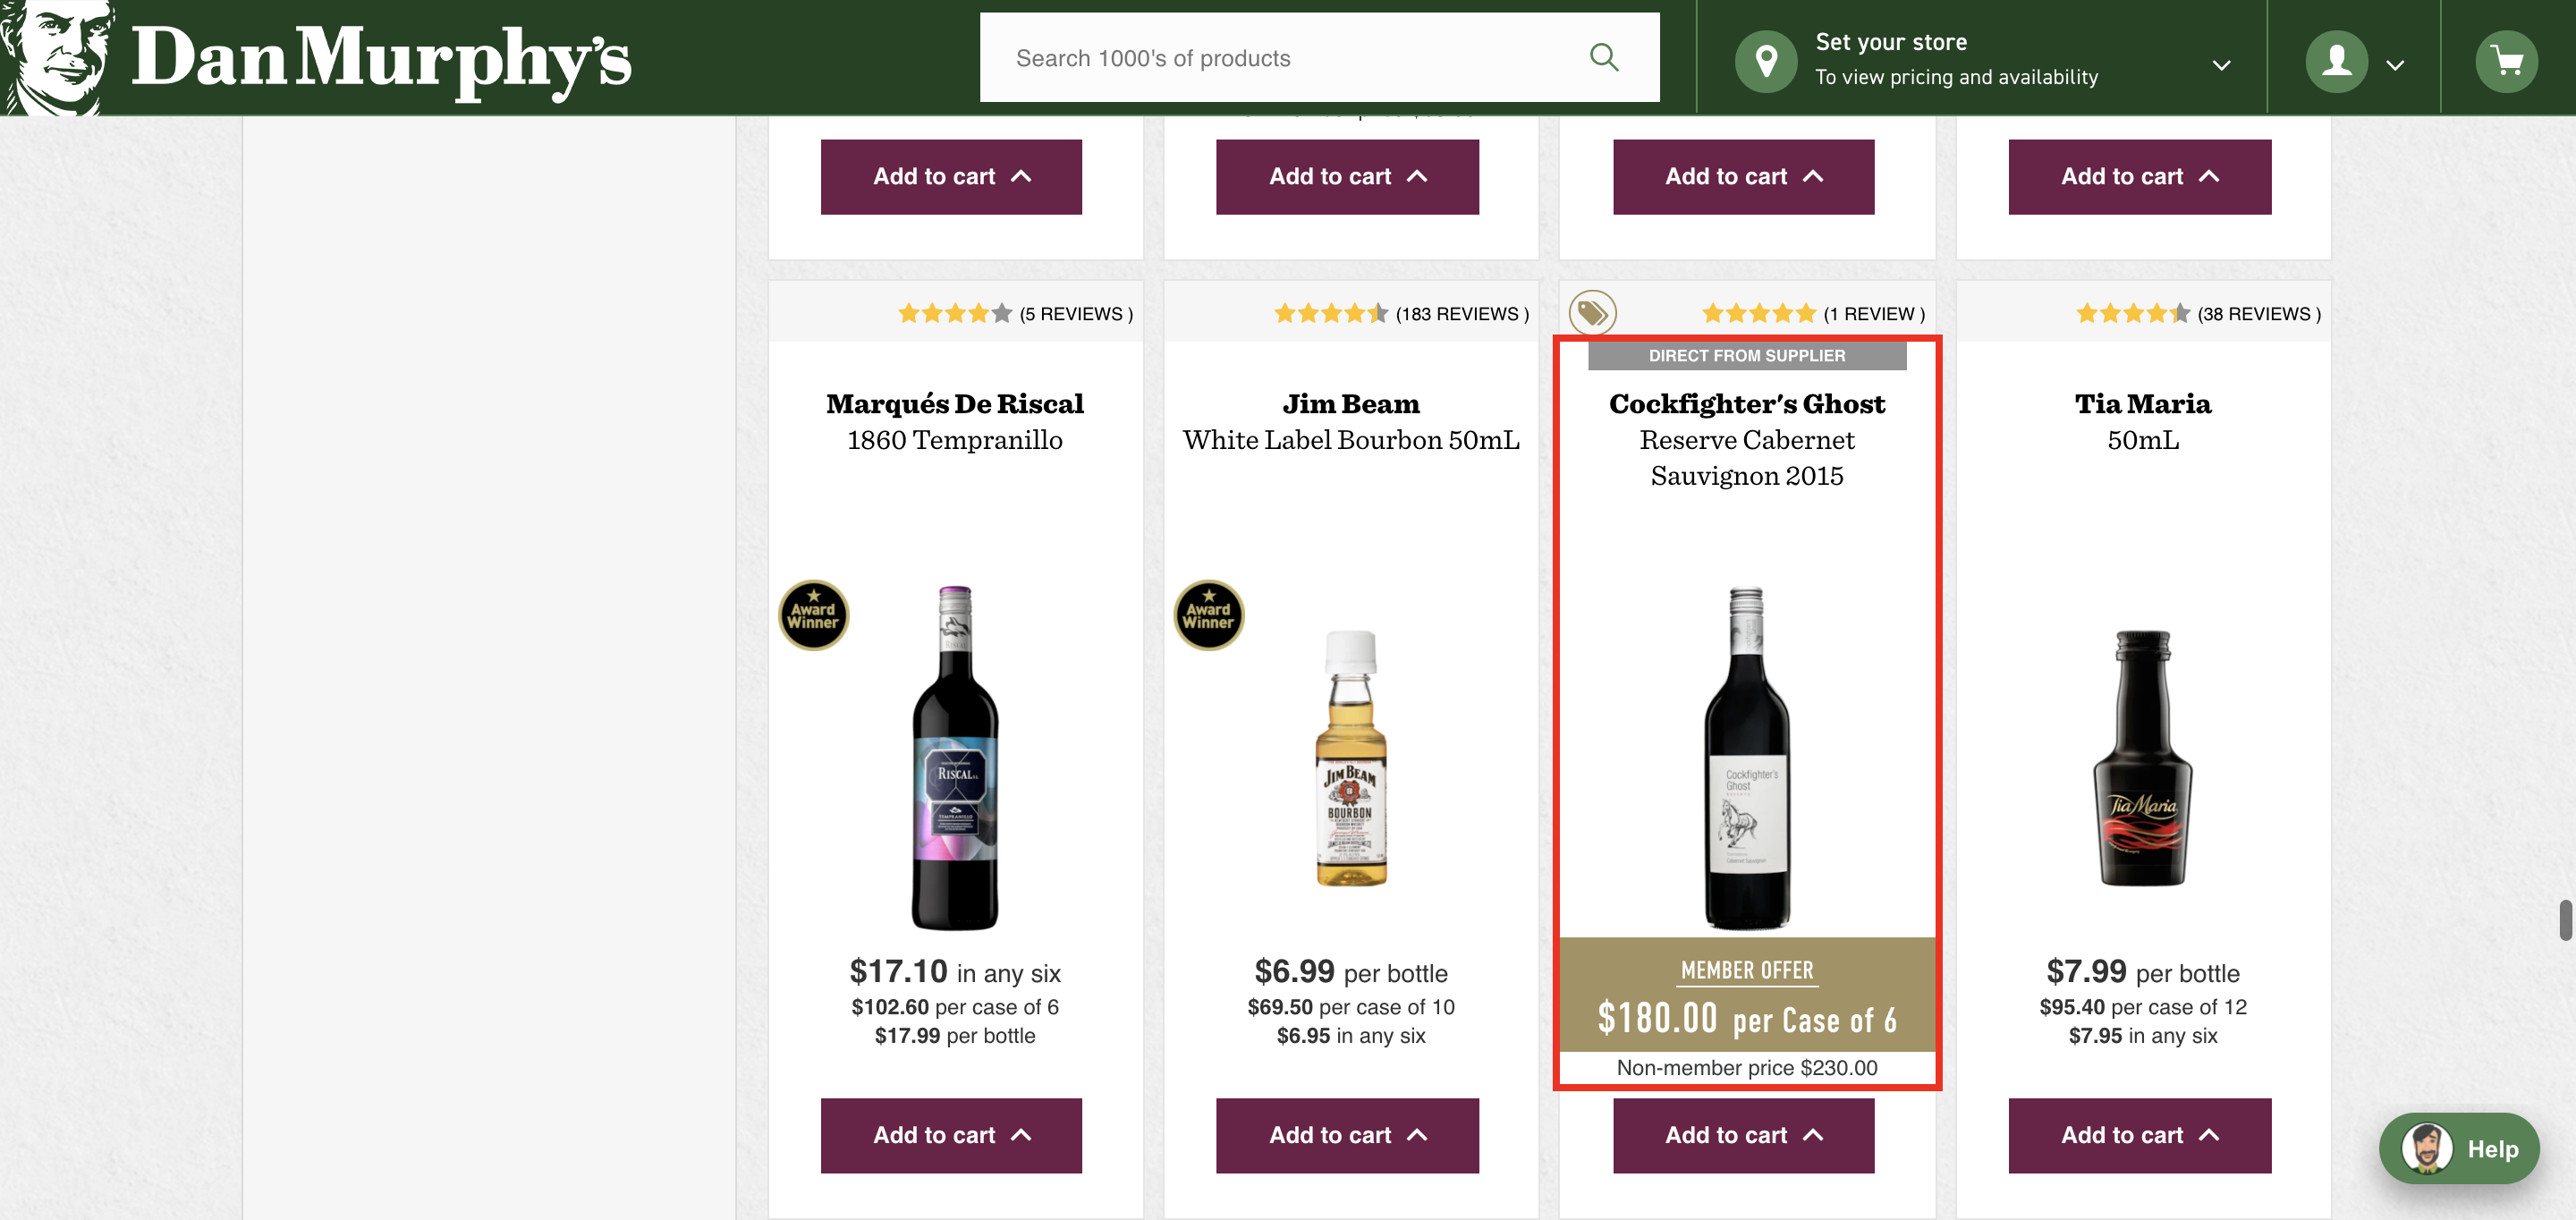 Dan Murphy's
Search 1000's of products
Set your store
To view pricing and availability
Add to cart
Add to cart
Add to cart
Add to cart
(5 REVIEWS )
Marqués De Riscal
1860 Tempranillo
Award
Winner
RISCAL
TEMPRANILLO
$17.10 in any six
$102.60 per case of 6
$17.99 per bottle
Add to cart
(183 REVIEWS )
Jim Beam
White Label Bourbon 50mL
Award
Winner
JIM BEAM
BOURBON
$6.99 per bottle
$69.50 per case of 10
$6.95 in any six
Add to cart
(1 REVIEW )
DIRECT FROM SUPPLIER
Cockfighter's Ghost
Reserve Cabernet
Sauvignon 2015
Cockfighter's
Ghost
RESERVE
Cabernet Sauvignon
MEMBER OFFER
$180.00 per Case of 6
Non-member price $230.00
Add to cart
(38 REVIEWS )
Tia Maria
50mL
Tia Maria
$7.99 per bottle
$95.40 per case of 12
$7.95 in any six
Add to cart
Help